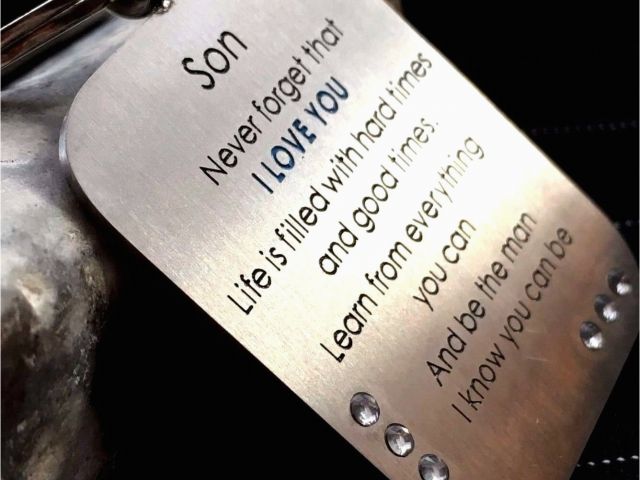 Son
Never forget that
I LOVE YOU
Life is filled with hard times
and good times.
Learn from everything
you can
And be the man
I know you can be